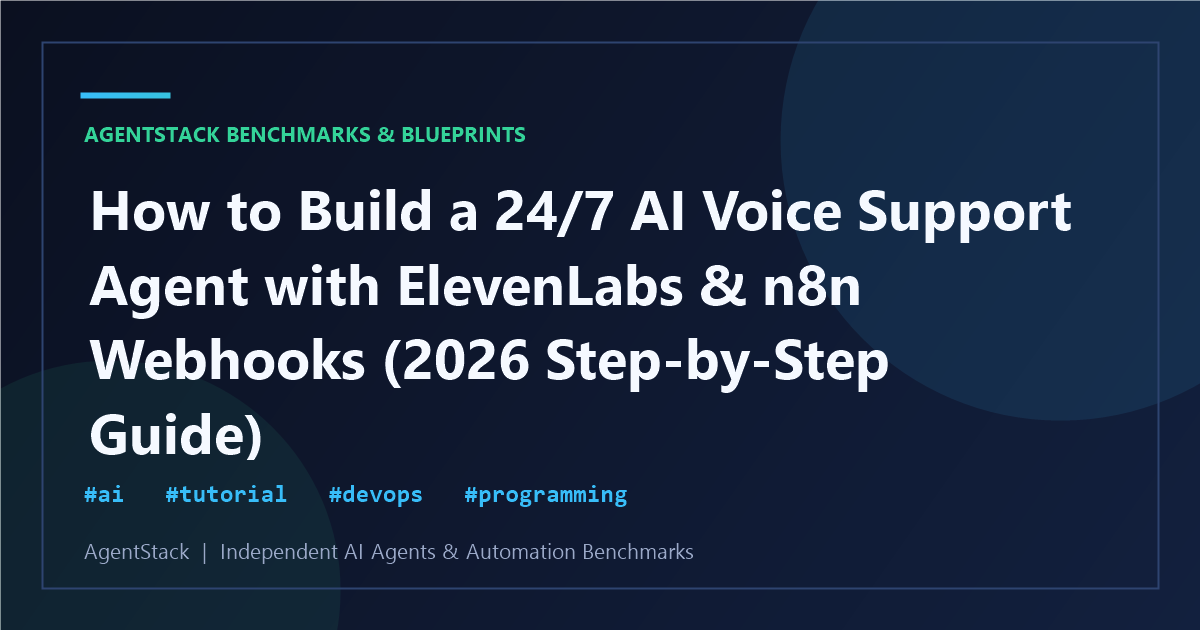 AGENTSTACK BENCHMARKS & BLUEPRINTS
How to Build a 24/7 AI Voice Support
Agent with ElevenLabs & n8n
Webhooks (2026 Step-by-Step
Guide)
#ai #tutorial #devops #programming
AgentStack | Independent AI Agents & Automation Benchmarks